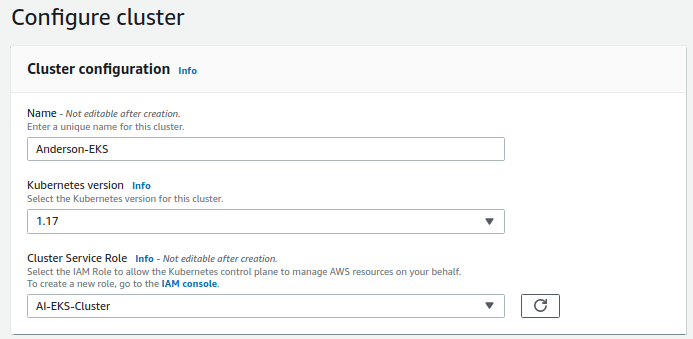 Configure cluster
Cluster configuration Info
Name - Not editable after creation.
Enter a unique name for this cluster.
Anderson-EKS
Kubernetes version Info
Select the Kubernetes version for this cluster.
1.17
Cluster Service Role Info - Not editable after creation.
Select the IAM Role to allow the Kubernetes control plane to manage AWS resources on your behalf.
To create a new role, go to the IAM console.
AI-EKS-Cluster